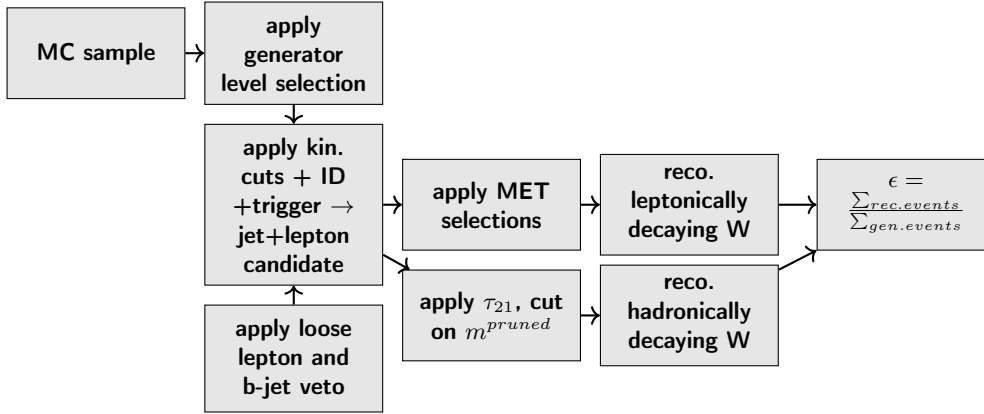 MC sample
apply
generator
level selection
apply kin.
cuts + ID
+trigger →
jet+lepton
candidate
apply loose
lepton and
b-jet veto
apply MET
selections
apply τ₂₁, cut
on m^{pruned}
reco.
leptonically
decaying W
reco.
hadronically
decaying W
ϵ =
∑rec.events
∑gen.events